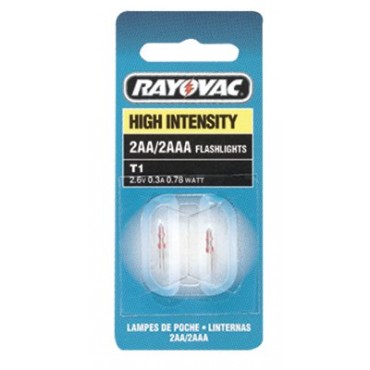 RAYOVAC
HIGH INTENSITY
2AA/2AAA FLASHLIGHTS
T1
2.6V 0.3A 0.78 WATT
LAMPES DE POCHE • LINTERNAS
2AA/2AAA